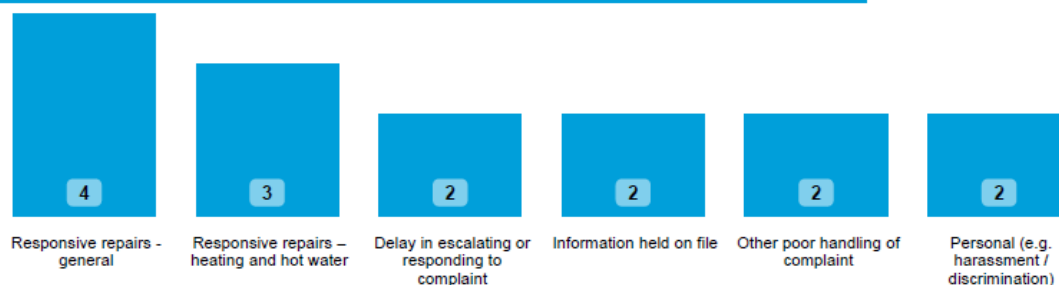 4
3
2
2
2
2
Responsive repairs -
general
Responsive repairs –
heating and hot water
Delay in escalating or
responding to
complaint
Information held on file
Other poor handling of
complaint
Personal (e.g.
harassment /
discrimination)